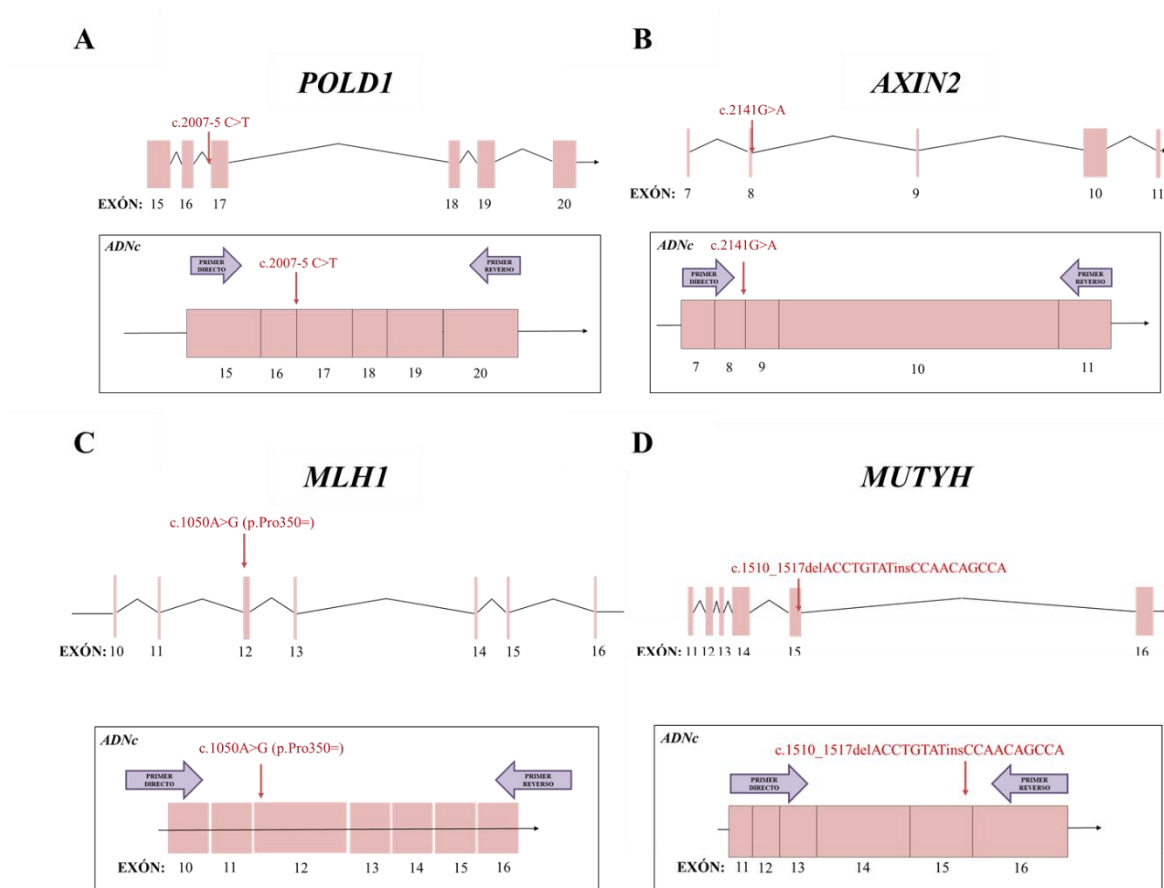 A
POLD1
c.2007-5 C>T
EXÓN: 15 16 17 18 19 20
ADNc
PRIMER
DIRECTO
c.2007-5 C>T
PRIMER
REVERSO
15 16 17 18 19 20
B
AXIN2
c.2141G>A
EXÓN: 7 8 9 10 11
ADNc
c.2141G>A
PRIMER
DIRECTO
PRIMER
REVERSO
EXÓN: 7 8 9 10 11
C
MLH1
c.1050A>G (p.Pro350=)
EXÓN: 10 11 12 13 14 15 16
ADNc
c.1050A>G (p.Pro350=)
PRIMER
DIRECTO
PRIMER
REVERSO
EXÓN: 10 11 12 13 14 15 16
D
MUTYH
c.1510_1517delACCTGTATinsCCAACAGCCA
EXÓN: 11 12 13 14 15 16
ADNc
c.1510_1517delACCTGTATinsCCAACAGCCA
PRIMER
DIRECTO
PRIMER
REVERSO
EXÓN: 11 12 13 14 15 16